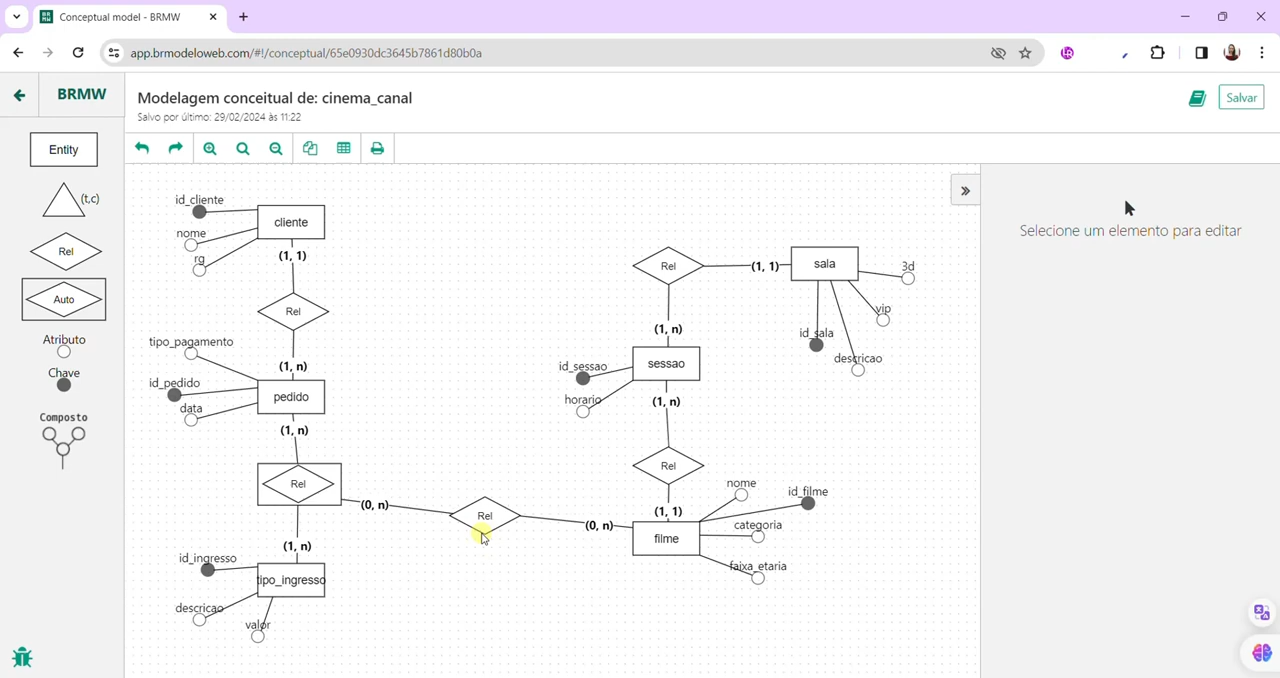 Conceptual model - BRMW
app.brmodeloweb.com/#!/conceptual/65e0930dc3645b7861d80b0a
BRMW
Modelagem conceitual de: cinema_canal
Salvo por último: 29/02/2024 às 11:22
Salvar
Entity
(t,c)
Rel
Auto
Atributo
Chave
Composto
Selecione um elemento para editar
id_cliente
cliente
nome
rg
(1, 1)
Rel
(1, n)
tipo_pagamento
id_pedido
pedido
data
(1, n)
Rel
(0, n)
(1, n)
id_ingresso
tipo_ingresso
descricao
valor
Rel
(0, n)
Rel
(1, 1)
sala
3d
vip
id_sala
descricao
(1, n)
sessao
id_sessao
horario
(1, n)
Rel
(1, 1)
nome
id_filme
filme
categoria
faixa_etaria